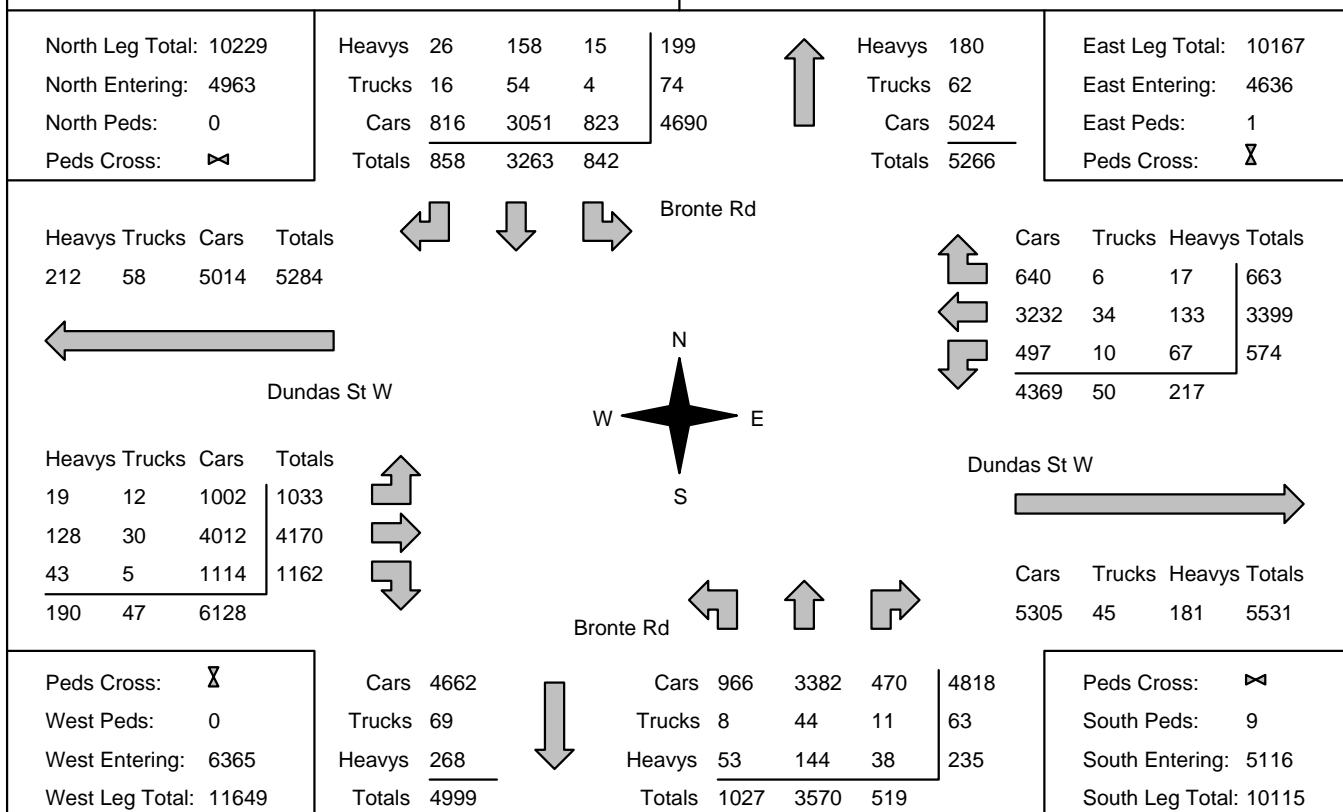 North Leg Total: 10229
North Entering: 4963
North Peds: 0
Peds Cross:
Heavys 26 158 15 199
Trucks 16 54 4 74
Cars 816 3051 823 4690
Totals 858 3263 842
Heavys 180
Trucks 62
Cars 5024
Totals 5266
East Leg Total: 10167
East Entering: 4636
East Peds: 1
Peds Cross:
Bronte Rd
Heavys Trucks Cars Totals
212 58 5014 5284
Cars Trucks Heavys Totals
640 6 17 663
3232 34 133 3399
497 10 67 574
4369 50 217
Dundas St W
N
W E
S
Heavys Trucks Cars Totals
19 12 1002 1033
128 30 4012 4170
43 5 1114 1162
190 47 6128
Dundas St W
Cars Trucks Heavys Totals
5305 45 181 5531
Bronte Rd
Peds Cross:
West Peds: 0
West Entering: 6365
West Leg Total: 11649
Cars 4662
Trucks 69
Heavys 268
Totals 4999
Cars 966 3382 470 4818
Trucks 8 44 11 63
Heavys 53 144 38 235
Totals 1027 3570 519
Peds Cross:
South Peds: 9
South Entering: 5116
South Leg Total: 10115